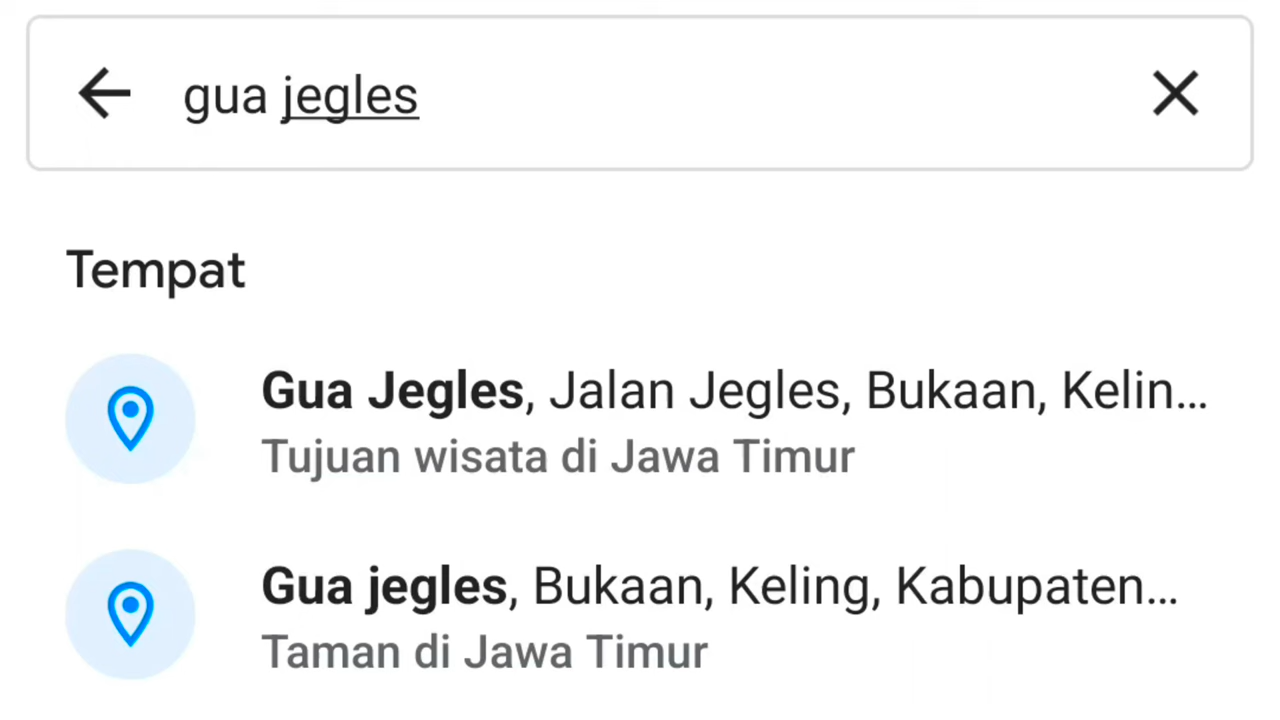 gua jegles
Tempat
Gua Jegles, Jalan Jegles, Bukaan, Kelin...
Tujuan wisata di Jawa Timur
Gua jegles, Bukaan, Keling, Kabupaten...
Taman di Jawa Timur